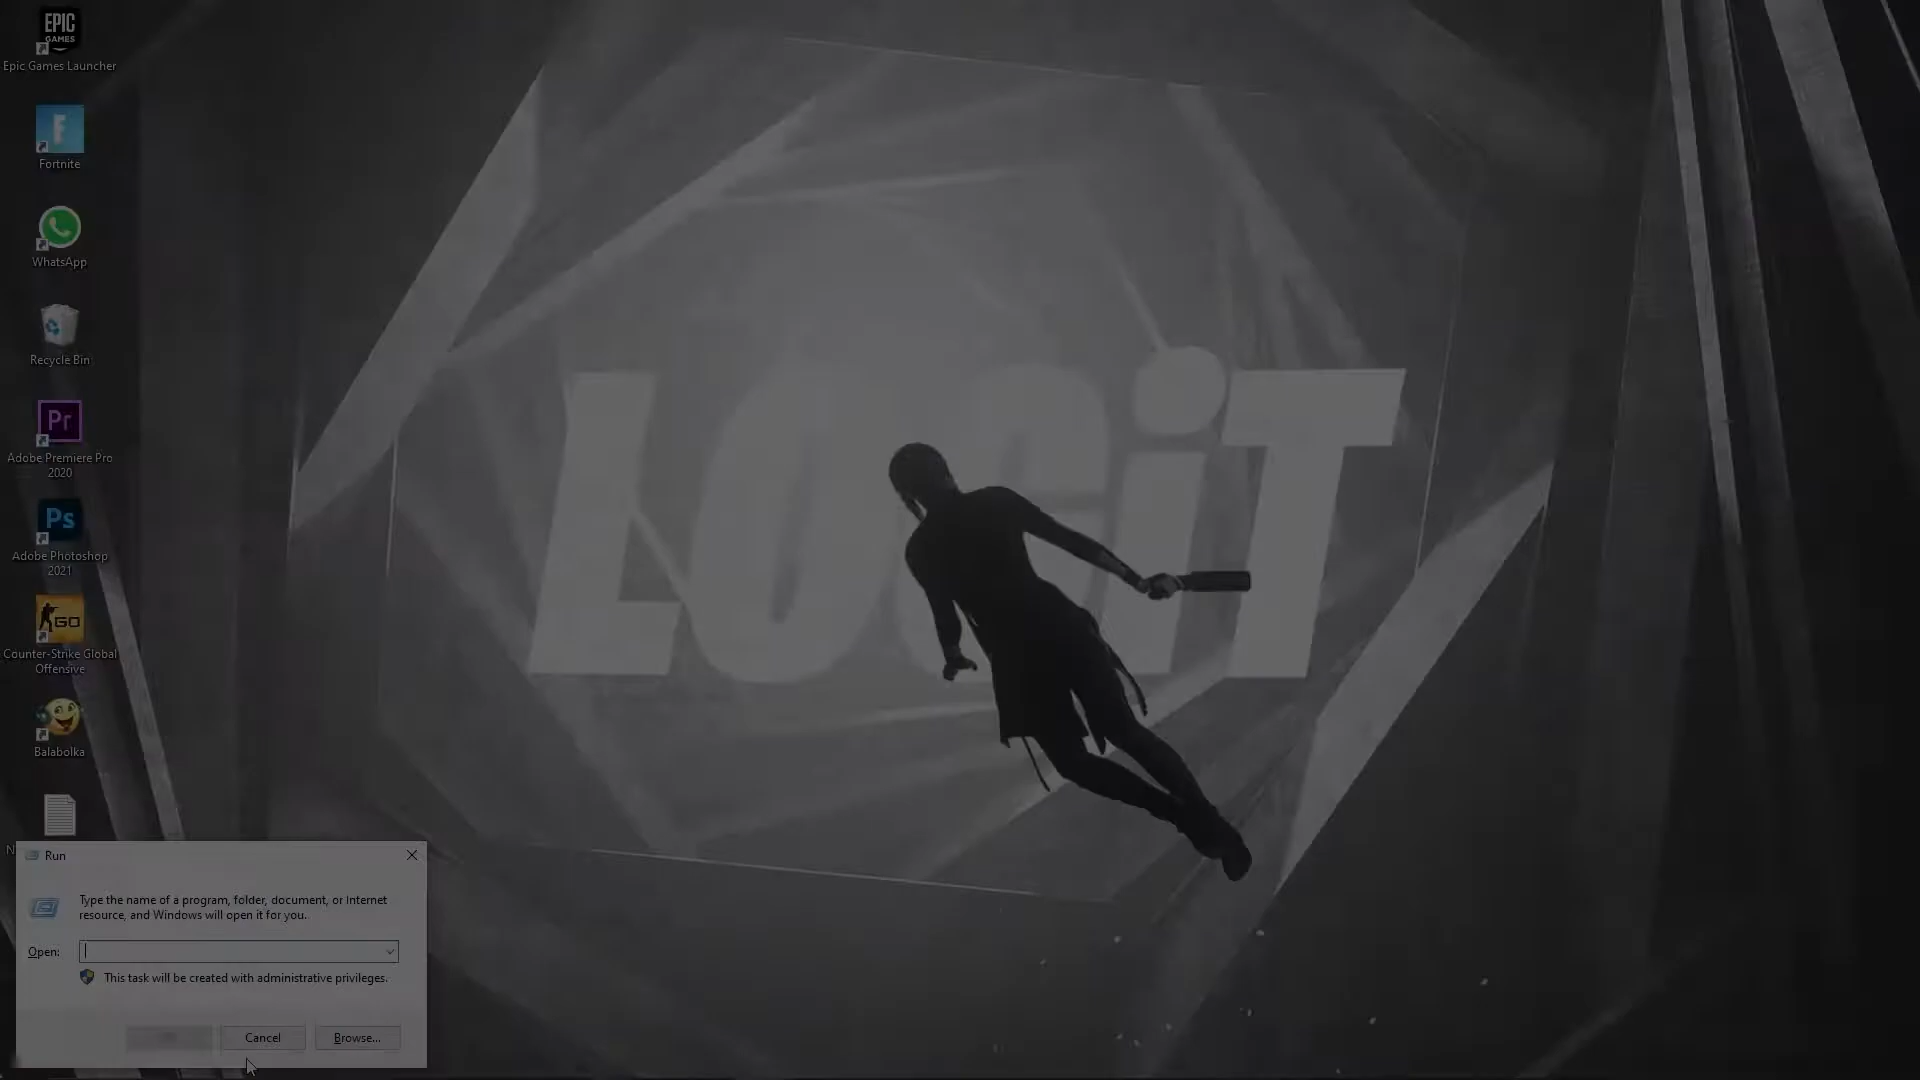 EPIC
GAMES
Epic Games Launcher
F
Fortnite
WhatsApp
Recycle Bin
Pr
Adobe Premiere Pro
2020
Ps
Adobe Photoshop
2021
GO
Counter-Strike Global
Offensive
Balabolka
LOGiT
Run
Type the name of a program, folder, document, or Internet
resource, and Windows will open it for you.
Open:
This task will be created with administrative privileges.
Cancel
Browse...